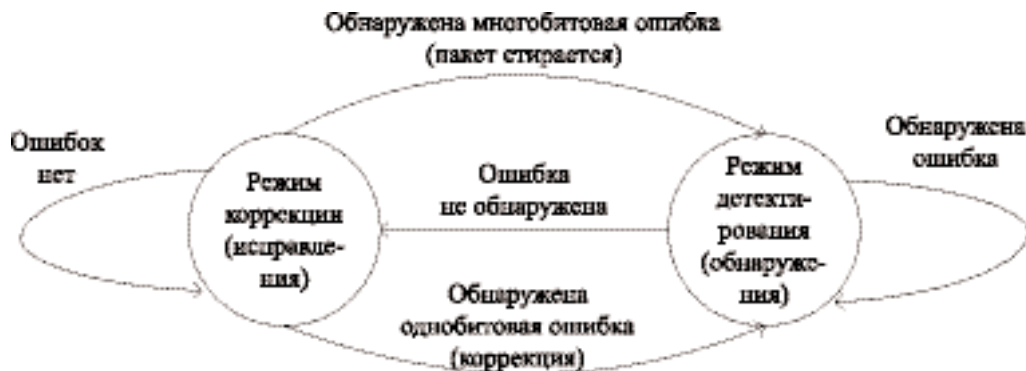 Обнаружена многобитовая ошибка
(пакет стирается)
Ошибок
нет
Режим
коррекции
(исправле-
ния)
Ошибка
не обнаружена
Режим
детекти-
рования
(обнаруже-
ния)
Обнаружена
ошибка
Обнаружена
однобитовая ошибка
(коррекция)